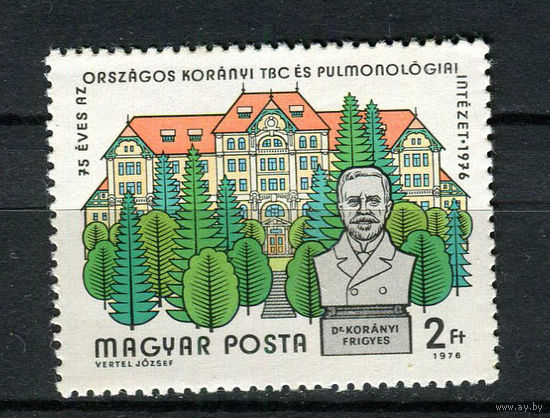 75 ÉVES AZ ORSZÁGOS KORÁNYI TBC ÉS PULMONOLÓGIAI INTÉZET · 1976
Dr KORÁNYI
FRIGYES
MAGYAR POSTA
2 Ft
VERTEL JÓZSEF
1976
www.ay.by